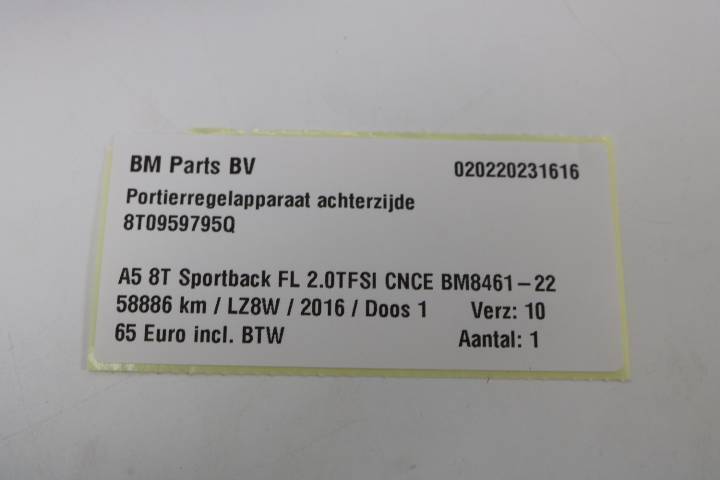 BM Parts BV 020220231616
Portierregelapparaat achterzijde
8T0959795Q
A5 8T Sportback FL 2.0TFSI CNCE BM8461-22
58886 km / LZ8W / 2016 / Doos 1 Verz: 10
65 Euro incl. BTW Aantal: 1